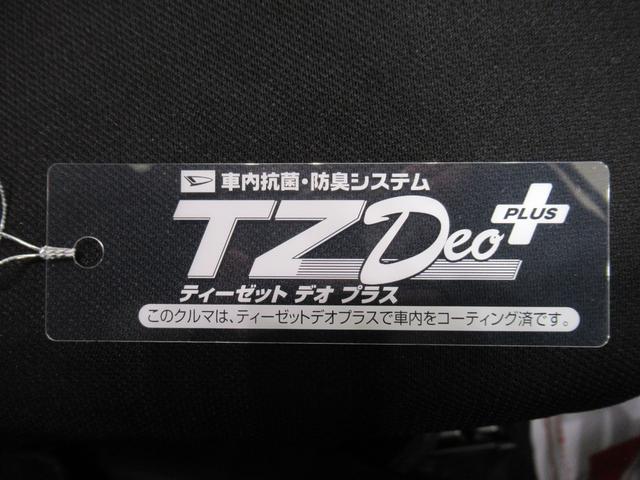 車内抗菌・防臭システム
TZ Deo PLUS
ティーゼット デオ プラス
このクルマは、ティーゼットデオプラスで車内をコーティング済です。